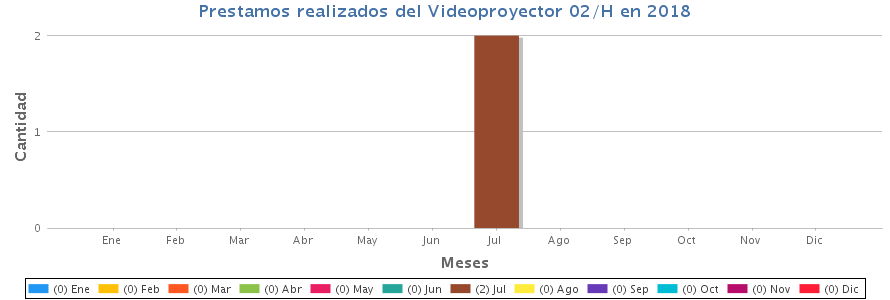 Prestamos realizados del Videoproyector 02/H en 2018
2
1
0
Cantidad
Ene Feb Mar Abr May Jun Jul Ago Sep Oct Nov Dic
Meses
(0) Ene (0) Feb (0) Mar (0) Abr (0) May (0) Jun (2) Jul (0) Ago (0) Sep (0) Oct (0) Nov (0) Dic